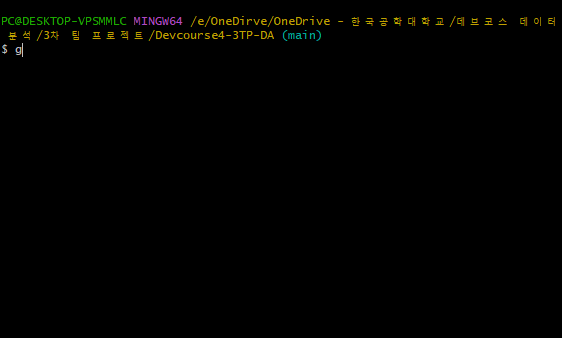 PC@DESKTOP-VPSMMLC MINGW64 /e/OneDirve/OneDrive - 한국공학대학교/데브코스 데이터
분석/3차 팀 프로젝트/Devcourse4-3TP-DA (main)
$ g